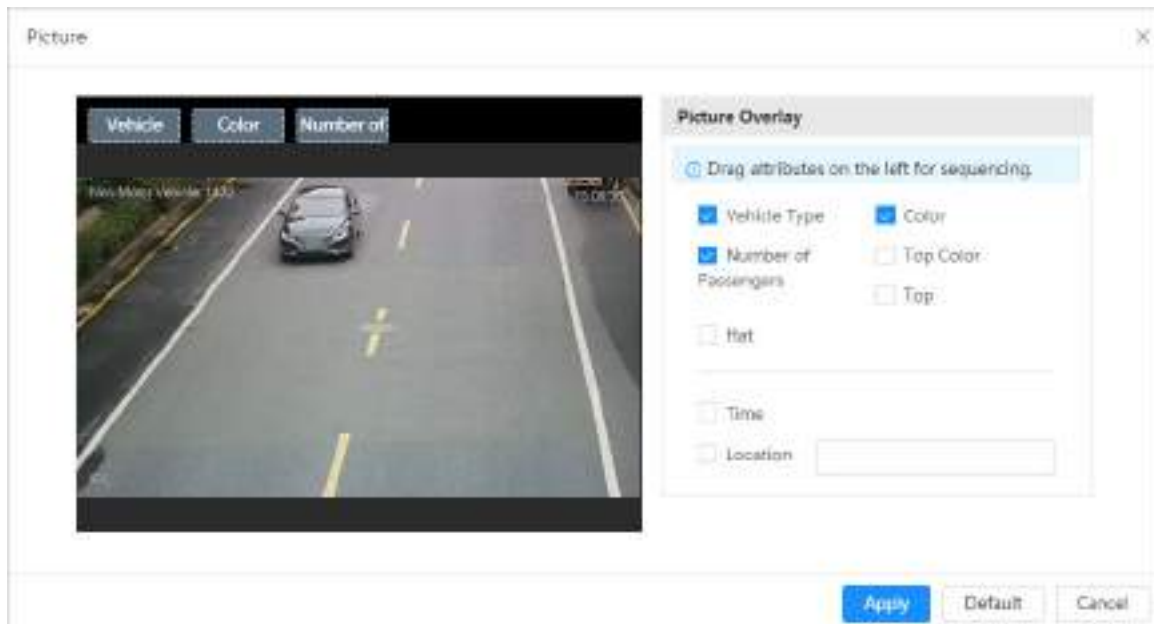 Picture
Vehicle Color Number of
Picture Overlay
Drag attributes on the left for sequencing.
Vehicle Type Color
Number of Passengers
Top Color
Top
Hat
Time
Location
Apply Default Cancel